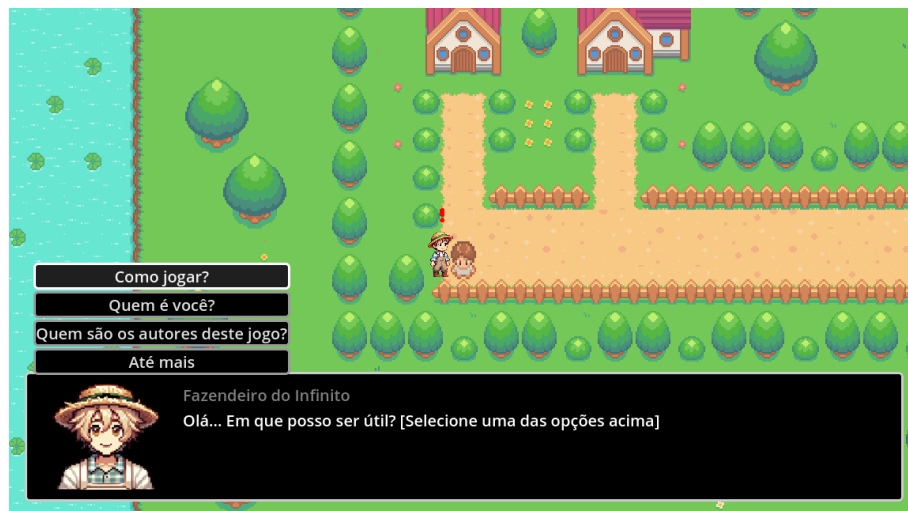 Como jogar?
Quem é você?
Quem são os autores deste jogo?
Até mais
Fazendeiro do Infinito
Olá... Em que posso ser útil? [Selecione uma das opções acima]